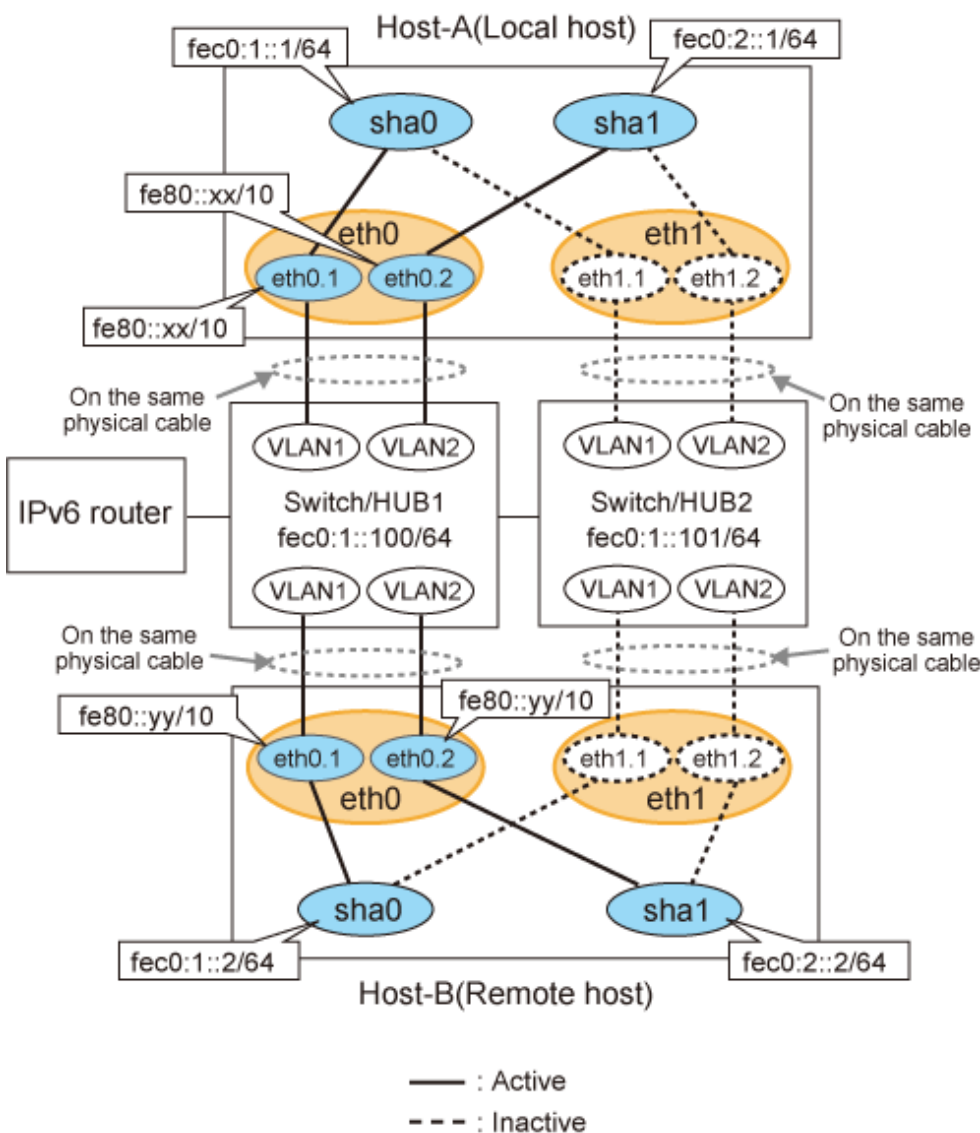 Host-A(Local host)
fec0:1::1/64
fec0:2::1/64
sha0
sha1
fe80::xx/10
eth0
eth1
eth0.1
eth0.2
eth1.1
eth1.2
fe80::xx/10
On the same
physical cable
On the same
physical cable
VLAN1
VLAN2
VLAN1
VLAN2
IPv6 router
Switch/HUB1
fec0:1::100/64
Switch/HUB2
fec0:1::101/64
VLAN1
VLAN2
VLAN1
VLAN2
On the same
physical cable
On the same
physical cable
fe80::yy/10
fe80::yy/10
eth0.1
eth0.2
eth1.1
eth1.2
eth0
eth1
sha0
sha1
fec0:1::2/64
fec0:2::2/64
Host-B(Remote host)
: Active
: Inactive